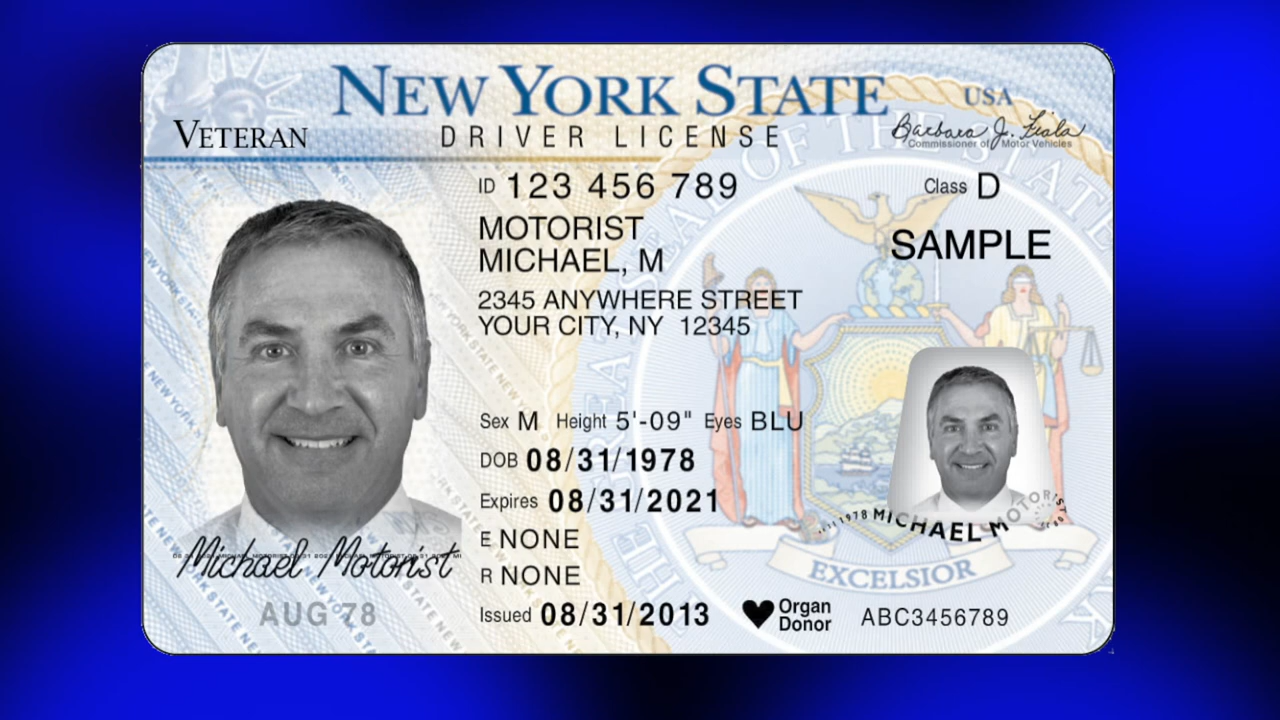 NEW YORK STATE
USA
VETERAN
DRIVER LICENSE
Barbara J. Fiala
Commissioner of Motor Vehicles
ID 123 456 789
Class D
MOTORIST
MICHAEL, M
SAMPLE
2345 ANYWHERE STREET
YOUR CITY, NY 12345
Sex M Height 5'-09" Eyes BLU
DOB 08/31/1978
Expires 08/31/2021
E NONE
R NONE
Issued 08/31/2013
Organ
Donor
ABC3456789
Michael Motorist
AUG 78
MICHAEL M MOTORIST
EXCELSIOR